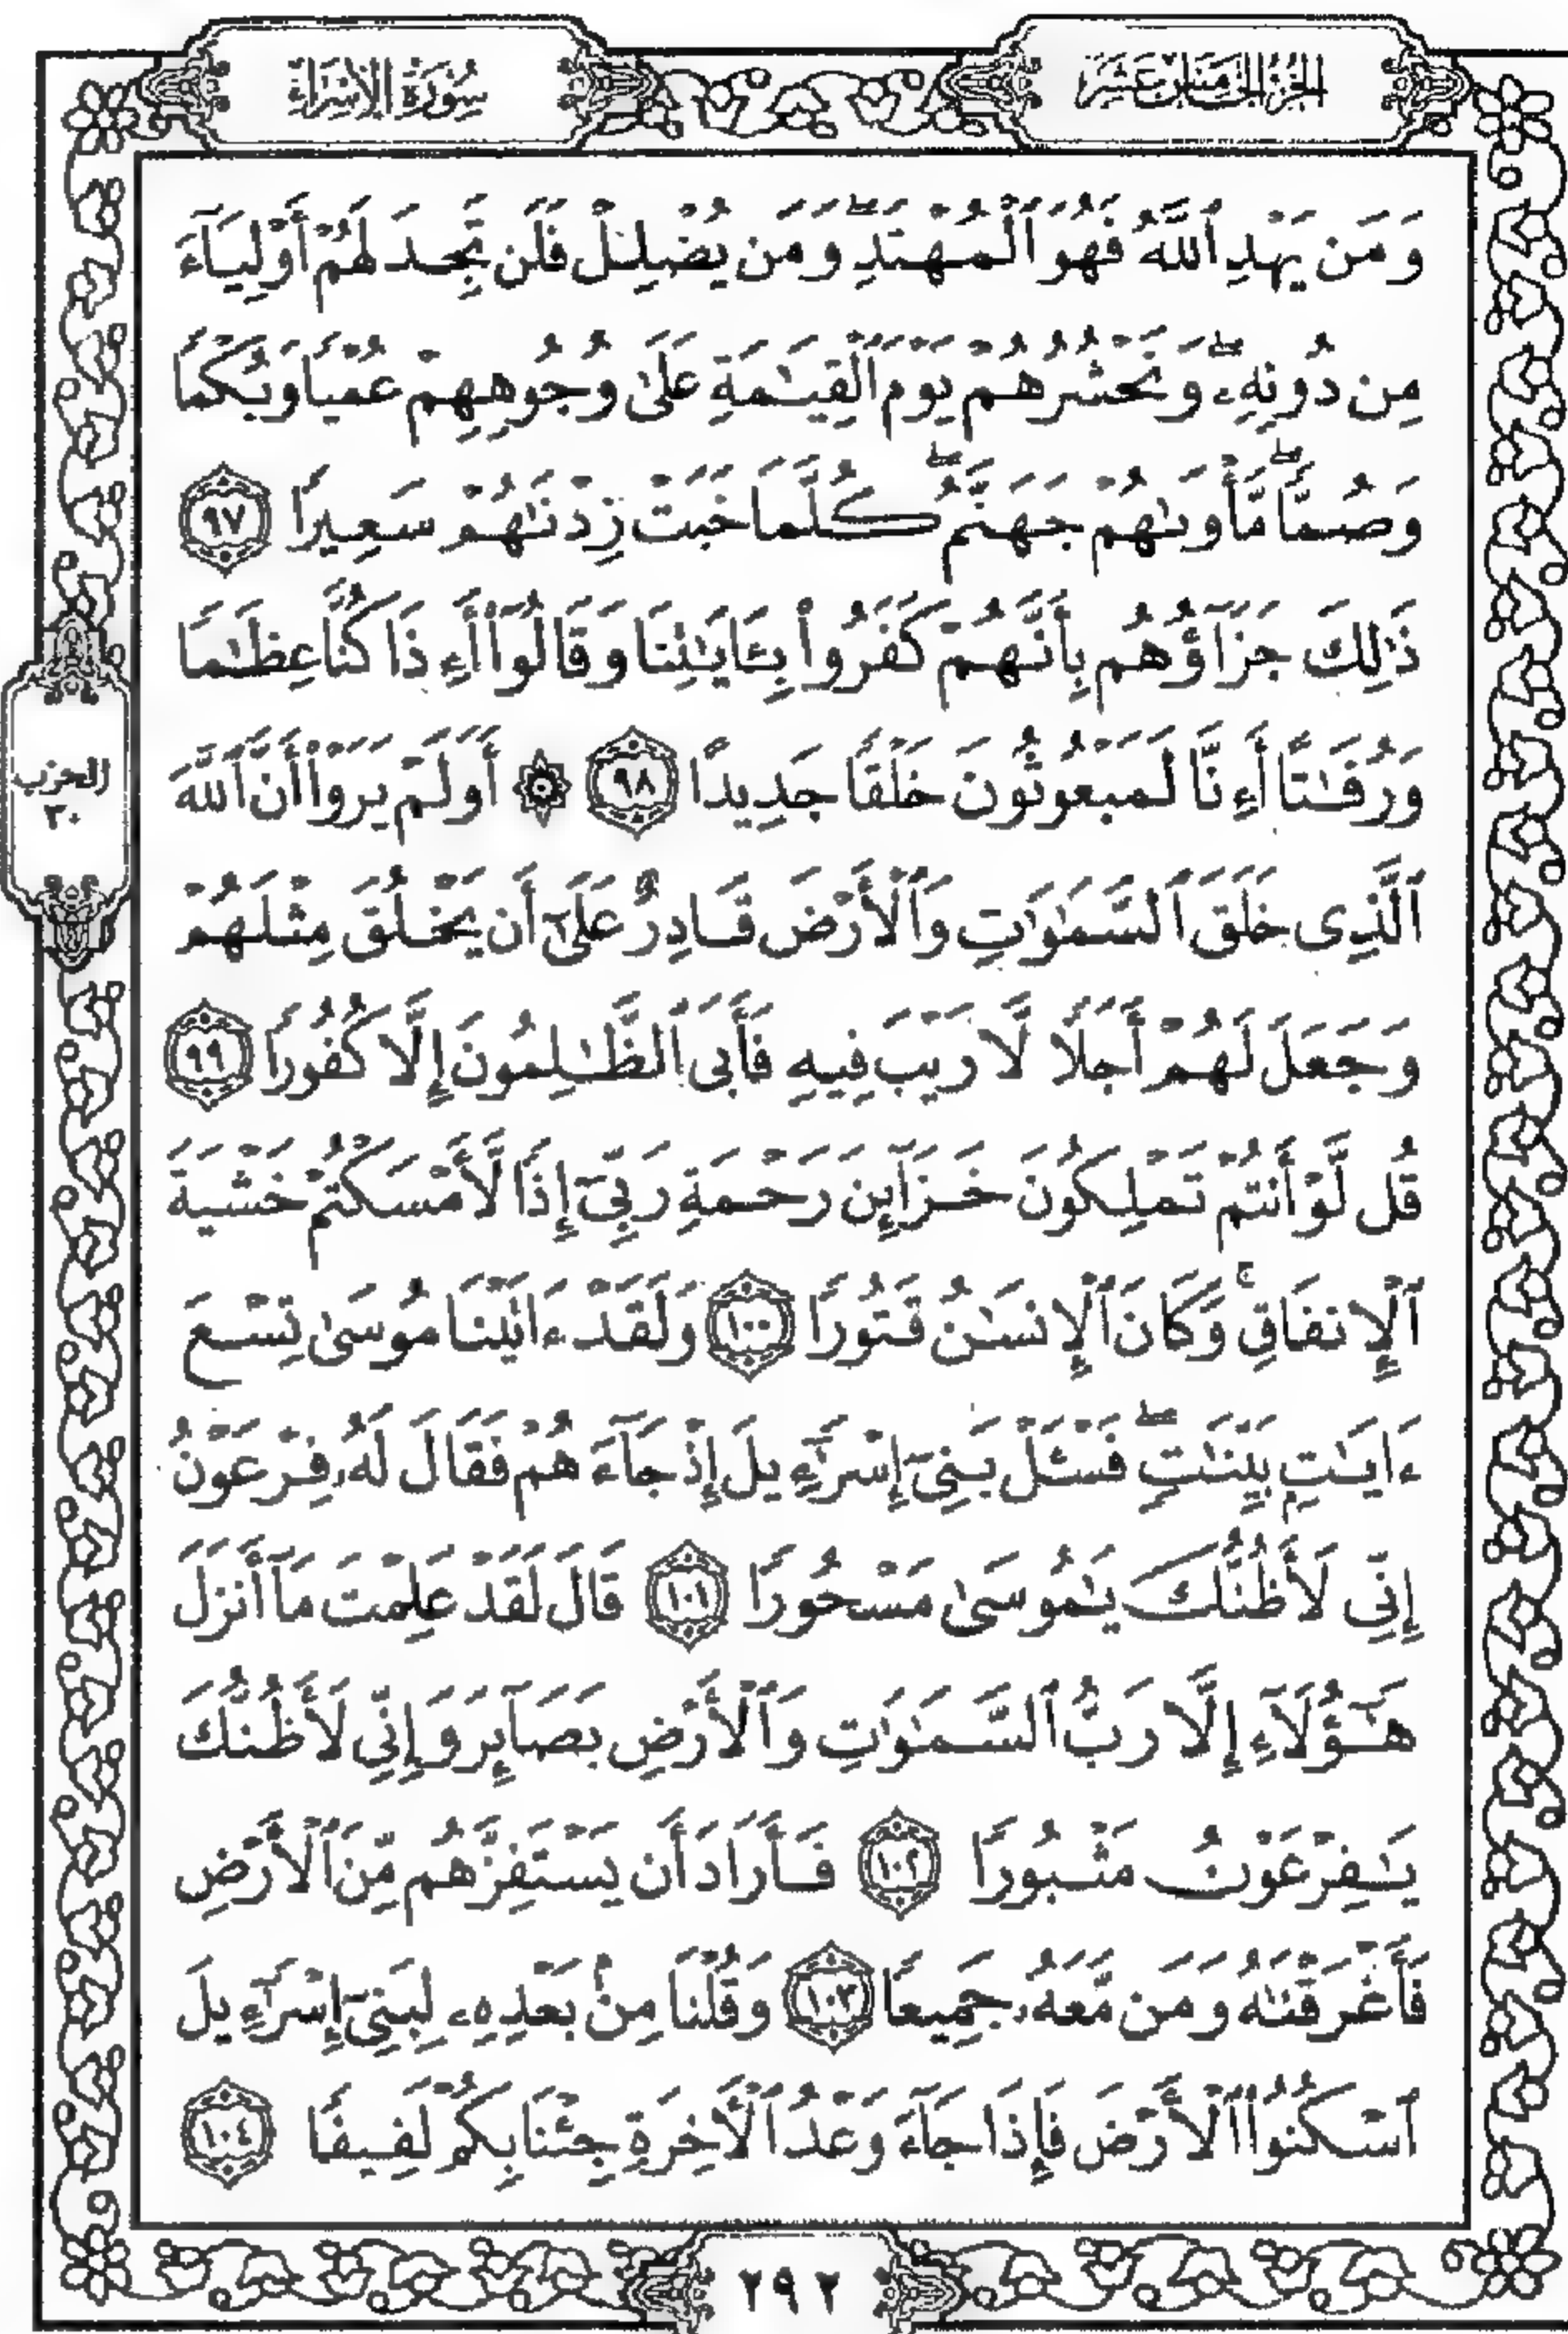 الجزء الخامس عشر
سورة الإسراء
وَمَن يَهْدِ ٱللَّهُ فَهُوَ ٱلْمُهْتَدِۖ وَمَن يُضْلِلْ فَلَن تَجِدَ لَهُمْ أَوْلِيَآءَ
مِن دُونِهِۦۖ وَنَحْشُرُهُمْ يَوْمَ ٱلْقِيَـٰمَةِ عَلَىٰ وُجُوهِهِمْ عُمْيًا وَبُكْمًا
وَصُمًّاۖ مَّأْوَىٰهُمْ جَهَنَّمُۖ كُلَّمَا خَبَتْ زِدْنَـٰهُمْ سَعِيرًا ٩٧
ذَٰلِكَ جَزَآؤُهُم بِأَنَّهُمْ كَفَرُوا۟ بِـَٔايَـٰتِنَا وَقَالُوٓا۟ أَءِذَا كُنَّا عِظَـٰمًا
وَرُفَـٰتًا أَءِنَّا لَمَبْعُوثُونَ خَلْقًا جَدِيدًا ٩٨ ۞ أَوَلَمْ يَرَوْا۟ أَنَّ ٱللَّهَ
ٱلَّذِى خَلَقَ ٱلسَّمَـٰوَٰتِ وَٱلْأَرْضَ قَادِرٌ عَلَىٰٓ أَن يَخْلُقَ مِثْلَهُمْ
وَجَعَلَ لَهُمْ أَجَلًا لَّا رَيْبَ فِيهِ فَأَبَى ٱلظَّـٰلِمُونَ إِلَّا كُفُورًا ٩٩
قُل لَّوْ أَنتُمْ تَمْلِكُونَ خَزَآئِنَ رَحْمَةِ رَبِّىٓ إِذًا لَّأَمْسَكْتُمْ خَشْيَةَ
ٱلْإِنفَاقِۚ وَكَانَ ٱلْإِنسَـٰنُ قَتُورًا ١٠٠ وَلَقَدْ ءَاتَيْنَا مُوسَىٰ تِسْعَ
ءَايَـٰتٍۭ بَيِّنَـٰتٍۖ فَسْـَٔلْ بَنِىٓ إِسْرَٰٓءِيلَ إِذْ جَآءَهُمْ فَقَالَ لَهُۥ فِرْعَوْنُ
إِنِّى لَأَظُنُّكَ يَـٰمُوسَىٰ مَسْحُورًا ١٠١ قَالَ لَقَدْ عَلِمْتَ مَآ أَنزَلَ
هَـٰٓؤُلَآءِ إِلَّا رَبُّ ٱلسَّمَـٰوَٰتِ وَٱلْأَرْضِ بَصَآئِرَ وَإِنِّى لَأَظُنُّكَ
يَـٰفِرْعَوْنُ مَثْبُورًا ١٠٢ فَأَرَادَ أَن يَسْتَفِزَّهُم مِّنَ ٱلْأَرْضِ
فَأَغْرَقْنَـٰهُ وَمَن مَّعَهُۥ جَمِيعًا ١٠٣ وَقُلْنَا مِنۢ بَعْدِهِۦ لِبَنِىٓ إِسْرَٰٓءِيلَ
ٱسْكُنُوا۟ ٱلْأَرْضَ فَإِذَا جَآءَ وَعْدُ ٱلْـَٔاخِرَةِ جِئْنَا بِكُمْ لَفِيفًا ١٠٤
الحزب
٣٠
٢٩٢